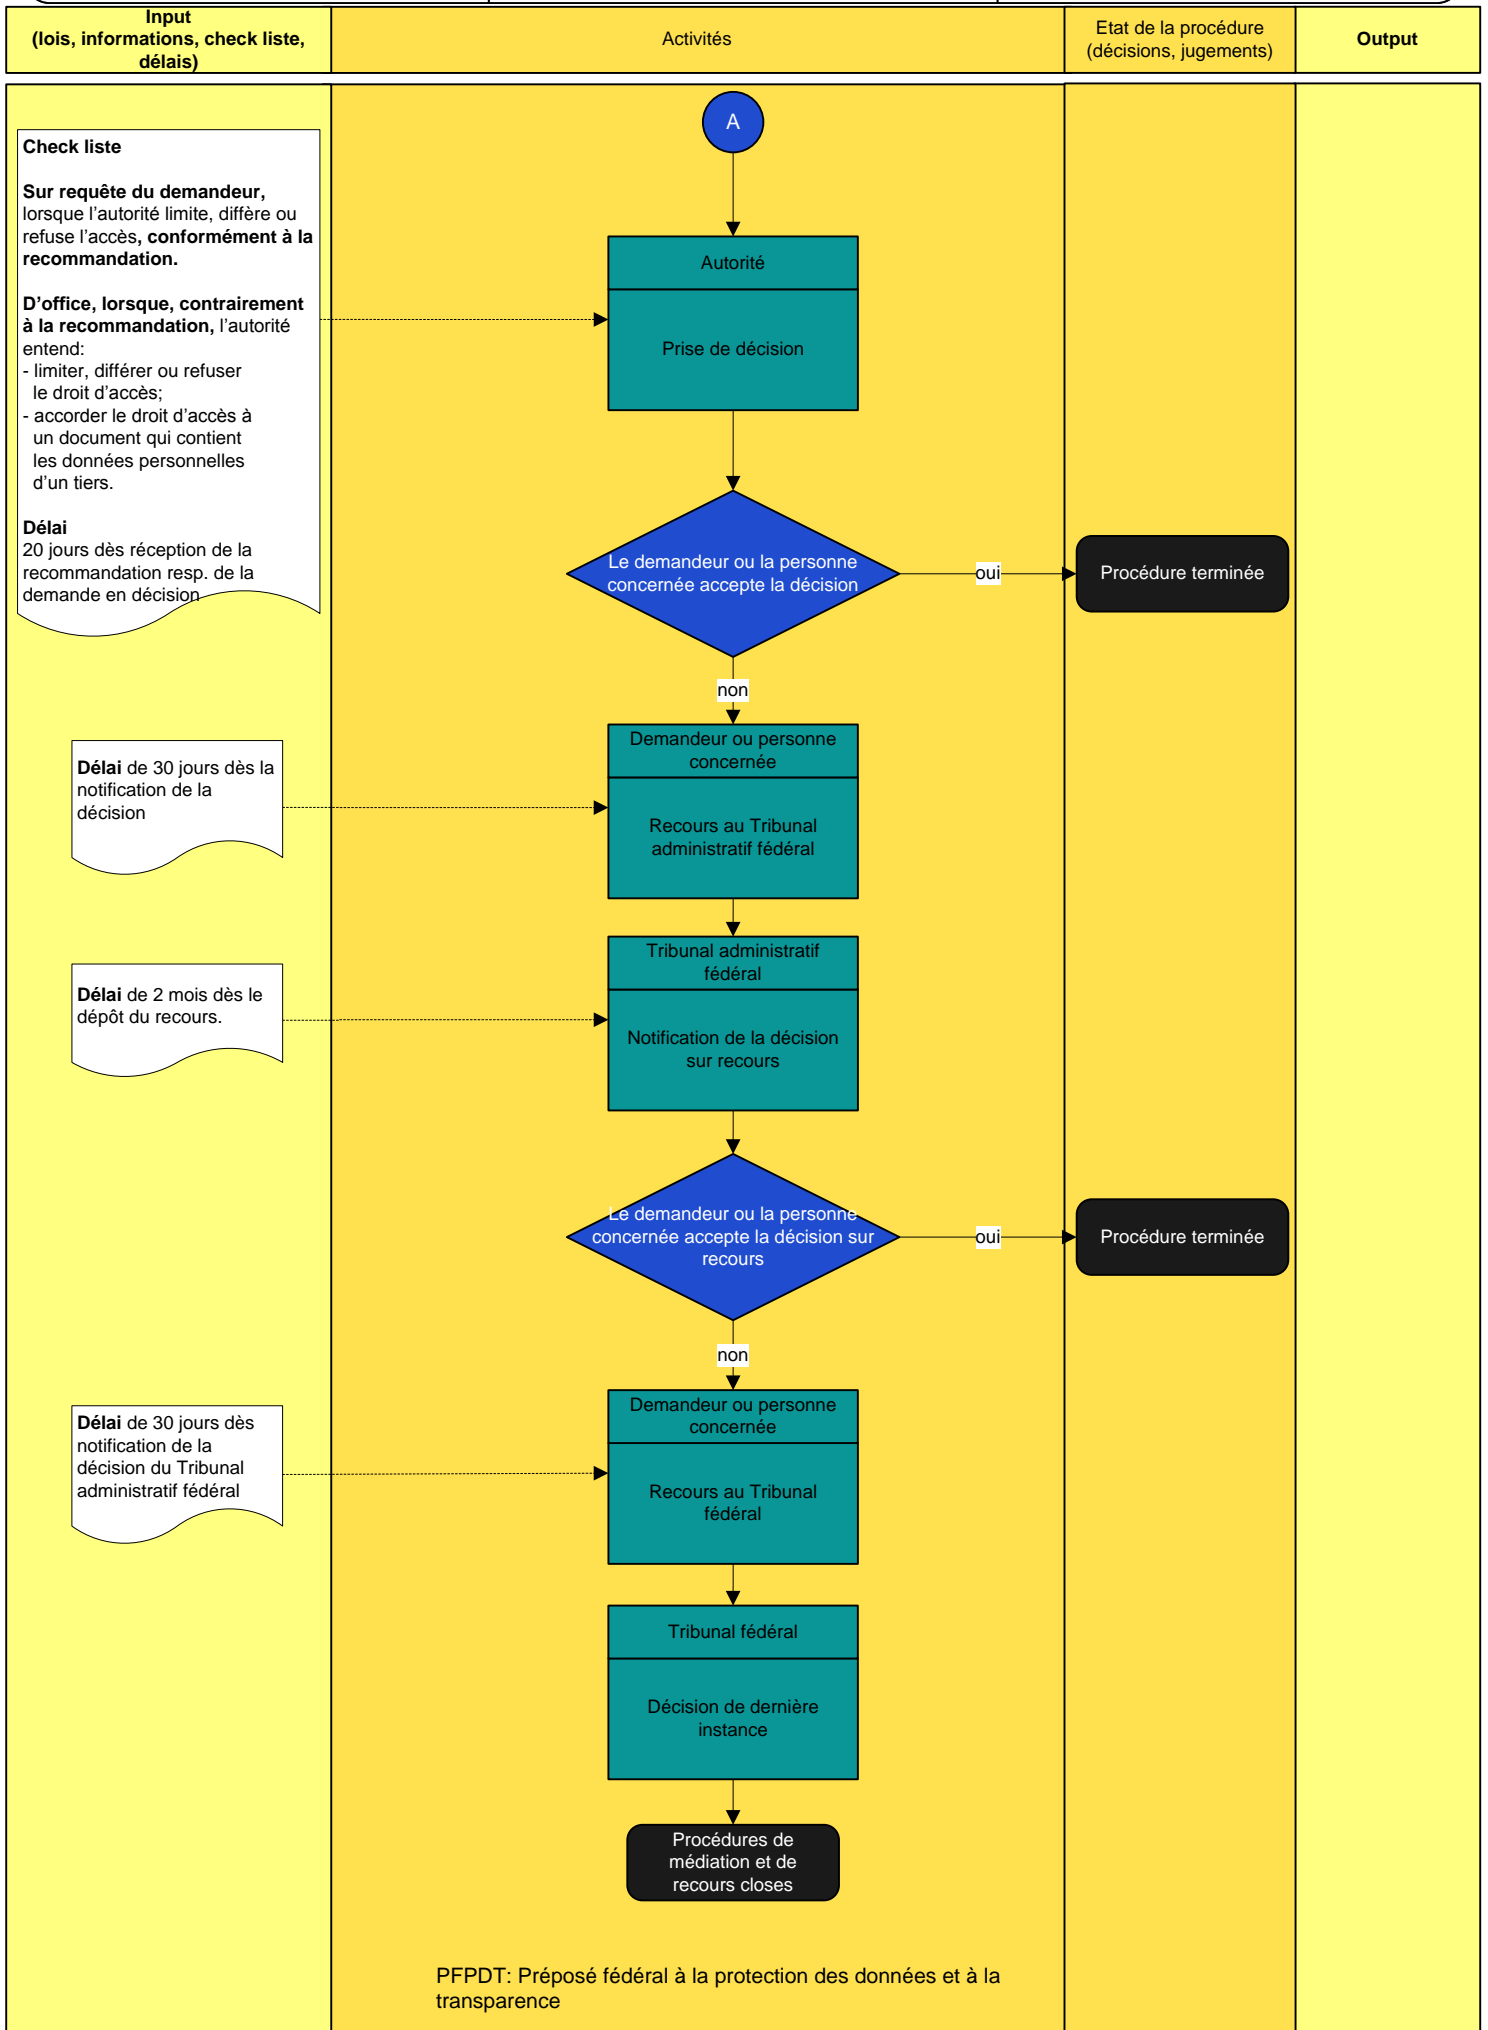 Input
(lois, informations, check liste,
délais)
Activités
Etat de la procédure
(décisions, jugements)
Output
A
Check liste
Sur requête du demandeur,
lorsque l'autorité limite, diffère ou
refuse l'accès, conformément à la
recommandation.
D'office, lorsque, contrairement
à la recommandation, l'autorité
entend:
- limiter, différer ou refuser
le droit d'accès;
- accorder le droit d'accès à
un document qui contient
les données personnelles
d'un tiers.
Délai
20 jours dès réception de la
recommandation resp. de la
demande en décision
Autorité
Prise de décision
Le demandeur ou la personne
concernée accepte la décision
oui
Procédure terminée
non
Délai de 30 jours dès la
notification de la
décision
Demandeur ou personne
concernée
Recours au Tribunal
administratif fédéral
Délai de 2 mois dès le
dépôt du recours.
Tribunal administratif
fédéral
Notification de la décision
sur recours
Le demandeur ou la personne
concernée accepte la décision sur
recours
oui
Procédure terminée
non
Délai de 30 jours dès
notification de la
décision du Tribunal
administratif fédéral
Demandeur ou personne
concernée
Recours au Tribunal
fédéral
Tribunal fédéral
Décision de dernière
instance
Procédures de
médiation et de
recours closes
PFPDT: Préposé fédéral à la protection des données et à la
transparence